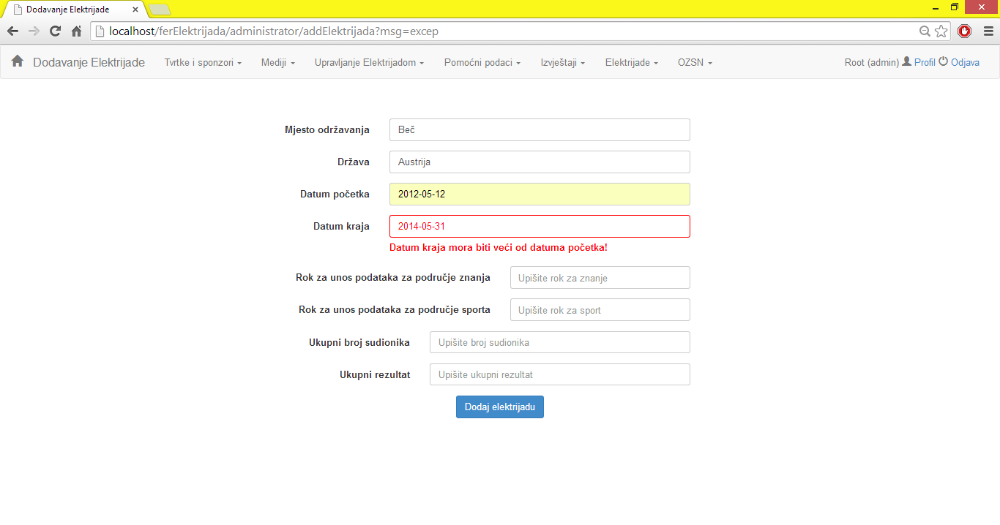 Dodavanje Elektrijade
localhost/ferElektrijada/administrator/addElektrijada?msg=excep
Dodavanje Elektrijade Tvrtke i sponzori Mediji Upravljanje Elektrijadom Pomoćni podaci Izvještaji Elektrijade OZSN Root (admin) Profil Odjava
Mjesto održavanja Beč
Država Austrija
Datum početka 2012-05-12
Datum kraja 2014-05-31
Datum kraja mora biti veći od datuma početka!
Rok za unos podataka za područje znanja Upišite rok za znanje
Rok za unos podataka za područje sporta Upišite rok za sport
Ukupni broj sudionika Upišite broj sudionika
Ukupni rezultat Upišite ukupni rezultat
Dodaj elektrijadu